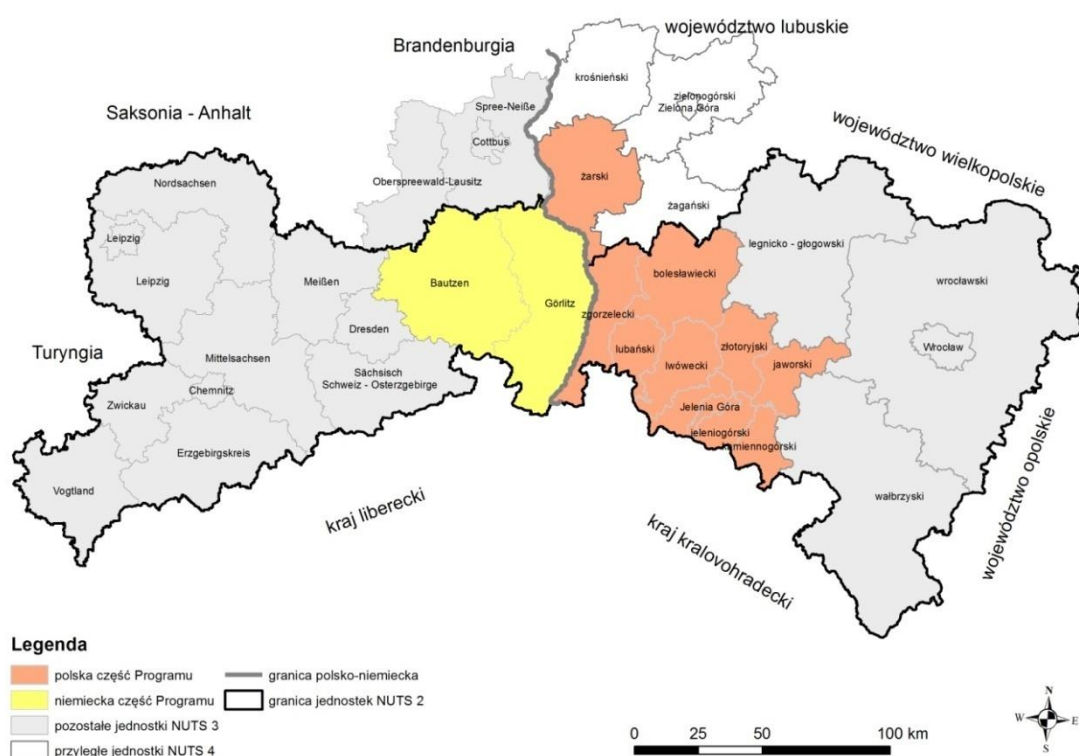 województwo lubuskie
Brandenburgia
krośnieński
zielonogórski
Zielona Góra
Spree-Neiße
Saksonia - Anhalt
Cottbus
województwo wielkopolskie
żarski
Nordsachsen
Oberspreewald-Lausitz
żagański
Leipzig
legnicko - głogowski
bolesławiecki
Leipzig
Meißen
Bautzen
wrocławski
Görlitz
zgorzelecki
Dresden
Turyngia
lubański
złotoryjski
Wrocław
Mittelsachsen
lwówecki
jaworski
Sächsisch
Schweiz - Osterzgebirge
Chemnitz
Zwickau
Jelenia Góra
jeleniogórski
kamiennogórski
Erzgebirgskreis
Vogtland
kraj liberecki
wałbrzyski
województwo opolskie
kraj kralovohradecki
Legenda
polska część Programu
granica polsko-niemiecka
niemiecka część Programu
granica jednostek NUTS 2
pozostałe jednostki NUTS 3
przyległe jednostki NUTS 4
0 25 50 100 km
N
W E
S